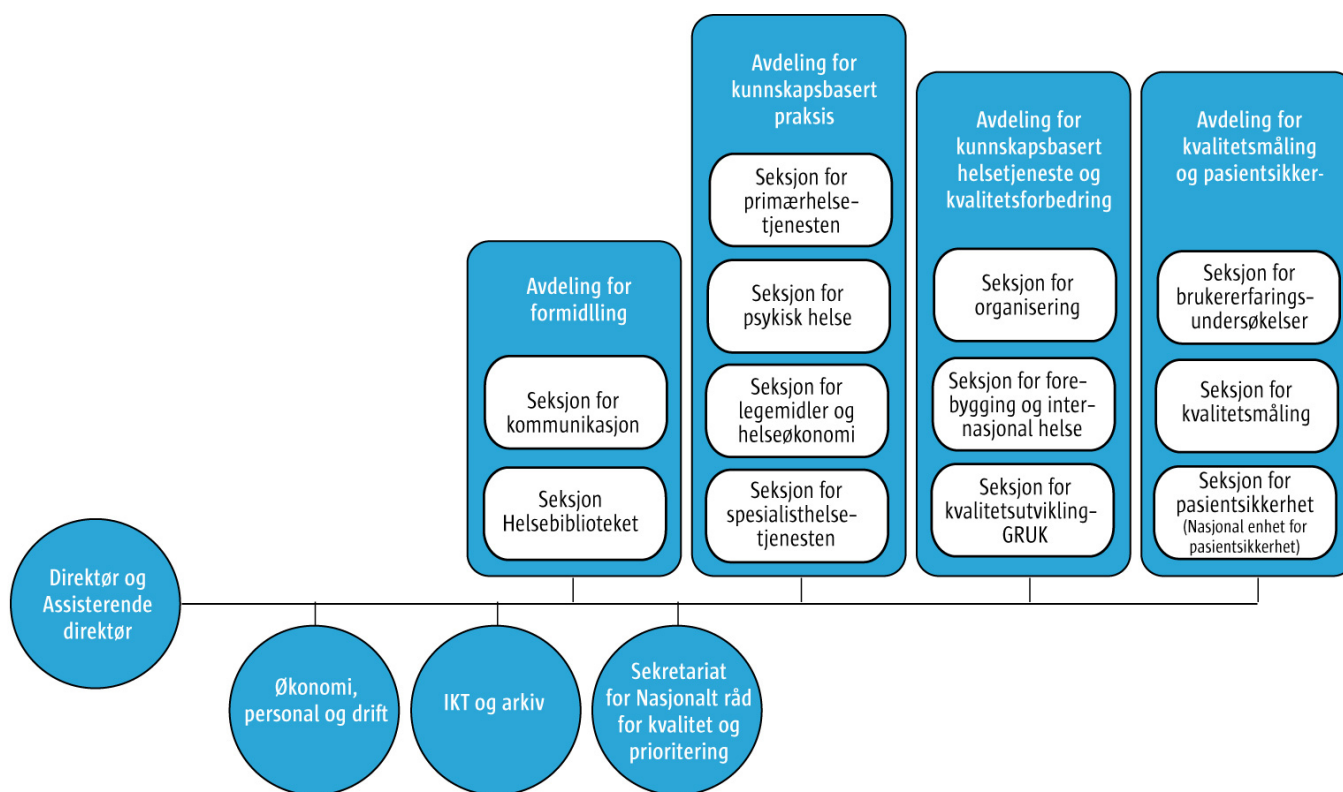 Avdeling for
formidlling
Seksjon for
kommunikasjon
Seksjon
Helsebiblioteket
Avdeling for
kunnskapsbasert
praksis
Seksjon for
primærhelse-
tjenesten
Seksjon for
psykisk helse
Seksjon for
legemidler og
helseøkonomi
Seksjon for
spesialisthelse-
tjenesten
Avdeling for
kunnskapsbasert
helsetjeneste og
kvalitetsforbedring
Seksjon for
organisering
Seksjon for fore-
bygging og inter-
nasjonal helse
Seksjon for
kvalitetsutvikling-
GRUK
Avdeling for
kvalitetsmåling
og pasientsikker-
Seksjon for
brukererfarings-
undersøkelser
Seksjon for
kvalitetsmåling
Seksjon for
pasientsikkerhet
(Nasjonal enhet for
pasientsikkerhet)
Direktør og
Assisterende
direktør
Økonomi,
personal og drift
IKT og arkiv
Sekretariat
for Nasjonalt råd
for kvalitet og
prioritering